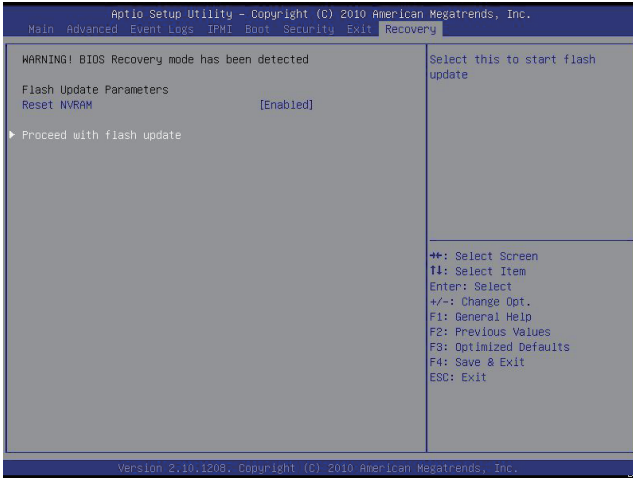 Aptio Setup Utility - Copyright (C) 2010 American Megatrends, Inc.
Main Advanced Event Logs IPMI Boot Security Exit Recovery
WARNING! BIOS Recovery mode has been detected
Flash Update Parameters
Reset NVRAM [Enabled]
Proceed with flash update
Select this to start flash
update
→←: Select Screen
↑↓: Select Item
Enter: Select
+/-: Change Opt.
F1: General Help
F2: Previous Values
F3: Optimized Defaults
F4: Save & Exit
ESC: Exit
Version 2.10.1208. Copyright (C) 2010 American Megatrends, Inc.